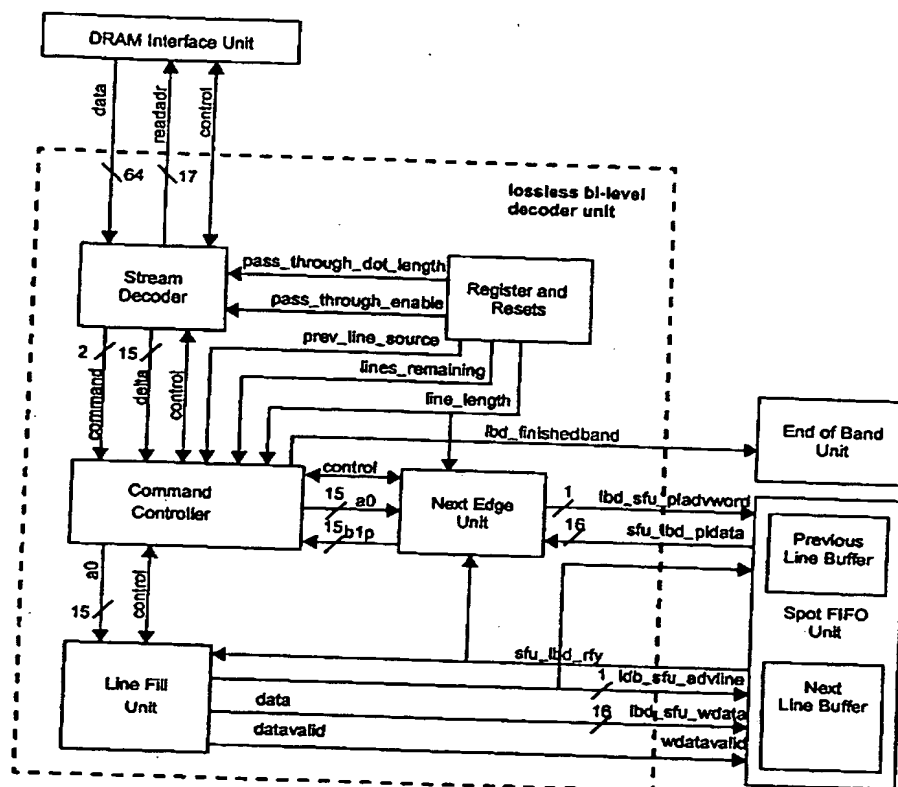 DRAM Interface Unit
data
readadr
control
64
17
lossless bi-level
decoder unit
Stream
Decoder
pass_through_dot_length
pass_through_enable
Register and
Resets
prev_line_source
lines_remaining
line_length
2
15
command
delta
control
lbd_finishedband
End of Band
Unit
Command
Controller
control
15
a0
15
b1p
Next Edge
Unit
1
lbd_sfu_pladvword
16
sfu_lbd_pldata
Previous
Line Buffer
Spot FIFO
Unit
a0
15
control
Line Fill
Unit
sfu_lbd_rfy
1
ldb_sfu_advline
data
16
lbd_sfu_wdata
datavalid
wdatavalid
Next
Line Buffer